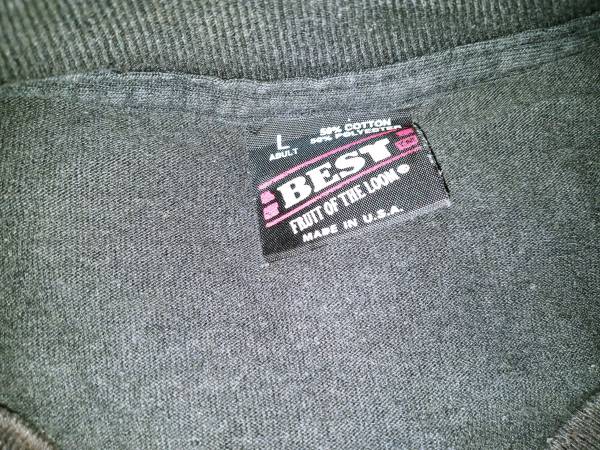 L
ADULT
50% COTTON
50% POLYESTER
BEST
FRUIT OF THE LOOM
MADE IN U.S.A.